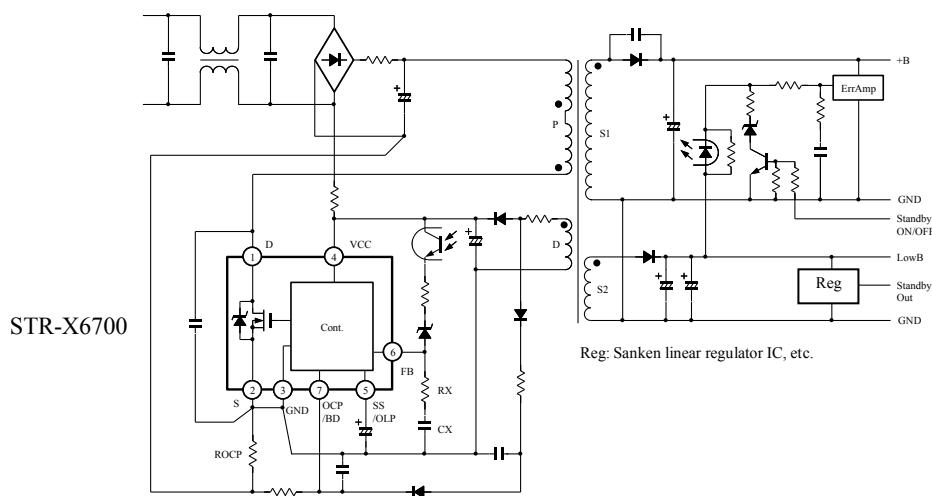 +B
ErrAmp
P
S1
GND
Standby
ON/OFF
D
D
VCC
1
4
LowB
S2
Reg
Standby
Out
STR-X6700
Cont.
GND
6
FB
Reg: Sanken linear regulator IC, etc.
2
3
7
5
RX
S
GND
OCP
/BD
SS
/OLP
CX
ROCP